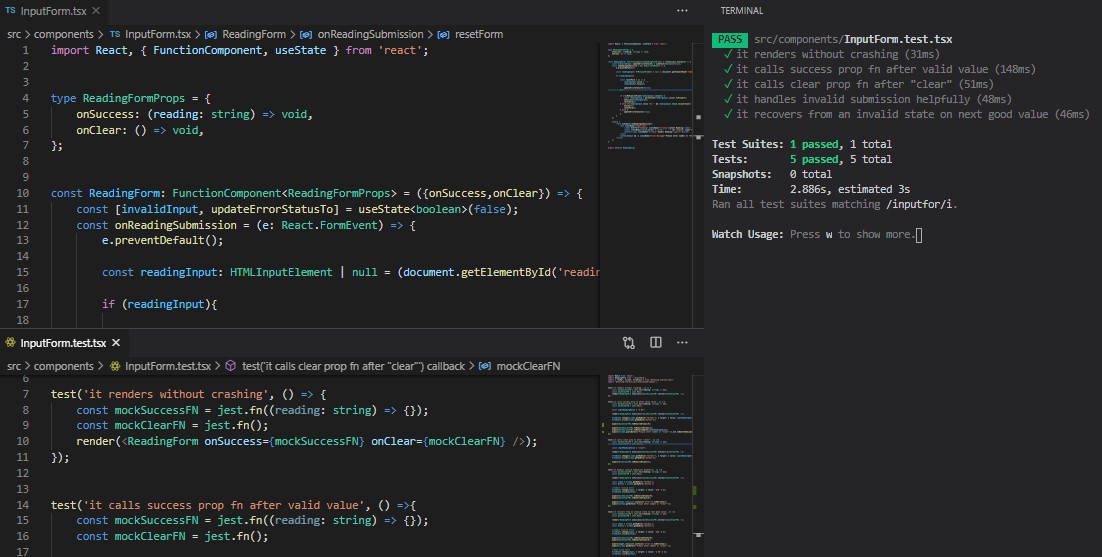 TS InputForm.tsx ×
src > components > TS InputForm.tsx > ReadingForm > onReadingSubmission > resetForm
1 import React, { FunctionComponent, useState } from 'react';
2
3
4 type ReadingFormProps = {
5 onSuccess: (reading: string) => void,
6 onClear: () => void,
7 };
8
9
10 const ReadingForm: FunctionComponent<ReadingFormProps> = ({onSuccess,onClear}) => {
11 const [invalidInput, updateErrorStatusTo] = useState<boolean>(false);
12 const onReadingSubmission = (e: React.FormEvent) => {
13 e.preventDefault();
14
15 const readingInput: HTMLInputElement | null = (document.getElementById('readin
16
17 if (readingInput){
18
InputForm.test.tsx ×
src > components > InputForm.test.tsx > test('it calls clear prop fn after "clear"') callback > mockClearFN
6
7 test('it renders without crashing', () => {
8 const mockSuccessFN = jest.fn((reading: string) => {});
9 const mockClearFN = jest.fn();
10 render(<ReadingForm onSuccess={mockSuccessFN} onClear={mockClearFN} />);
11 });
12
13
14 test('it calls success prop fn after valid value', () =>{
15 const mockSuccessFN = jest.fn((reading: string) => {});
16 const mockClearFN = jest.fn();
17
TERMINAL
PASS src/components/InputForm.test.tsx
✓ it renders without crashing (31ms)
✓ it calls success prop fn after valid value (148ms)
✓ it calls clear prop fn after "clear" (51ms)
✓ it handles invalid submission helpfully (48ms)
✓ it recovers from an invalid state on next good value (46ms)
Test Suites: 1 passed, 1 total
Tests: 5 passed, 5 total
Snapshots: 0 total
Time: 2.886s, estimated 3s
Ran all test suites matching /inputfor/i.
Watch Usage: Press w to show more.